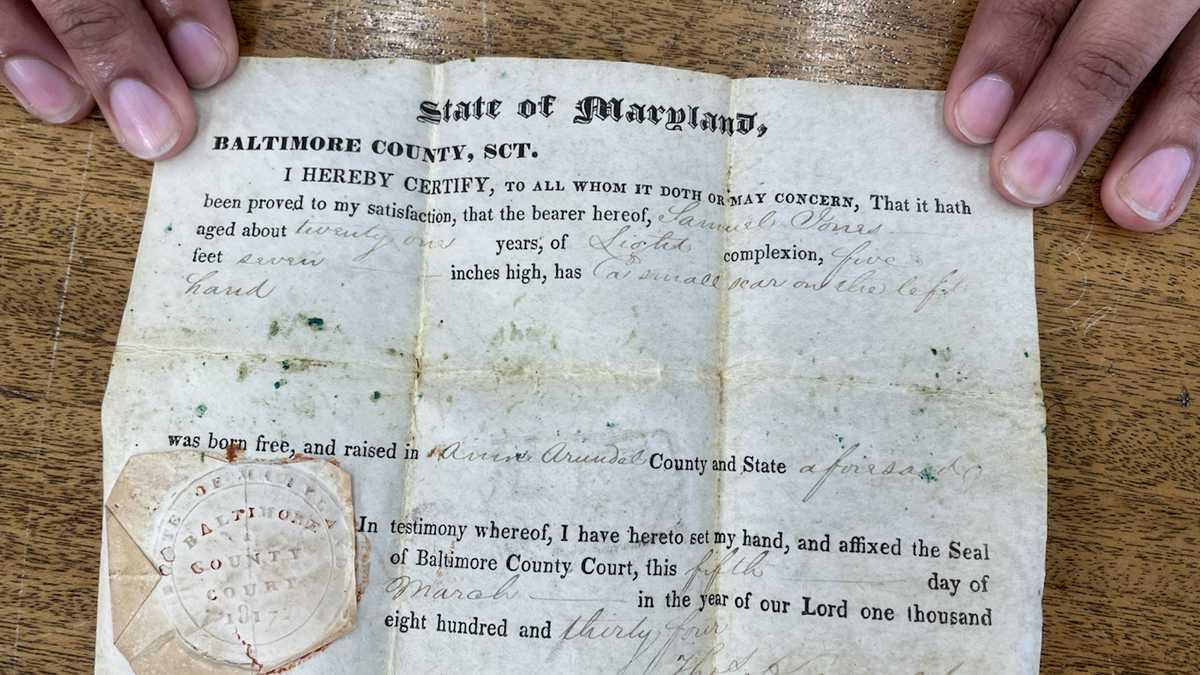 State of Maryland,
BALTIMORE COUNTY, SCT.
I HEREBY CERTIFY, TO ALL WHOM IT DOTH OR MAY CONCERN, That it hath
been proved to my satisfaction, that the bearer hereof, Samuel Jones
aged about twenty one years, of Light complexion, five
feet seven inches high, has a small scar on the left
hand
was born free, and raised in Anne Arundel County and State aforesaid
In testimony whereof, I have hereto set my hand, and affixed the Seal
of Baltimore County Court, this fifth day of
March in the year of our Lord one thousand
eight hundred and thirty four
STATE OF MARYLA
BALTIMORE
COUNTY
COURT
1817